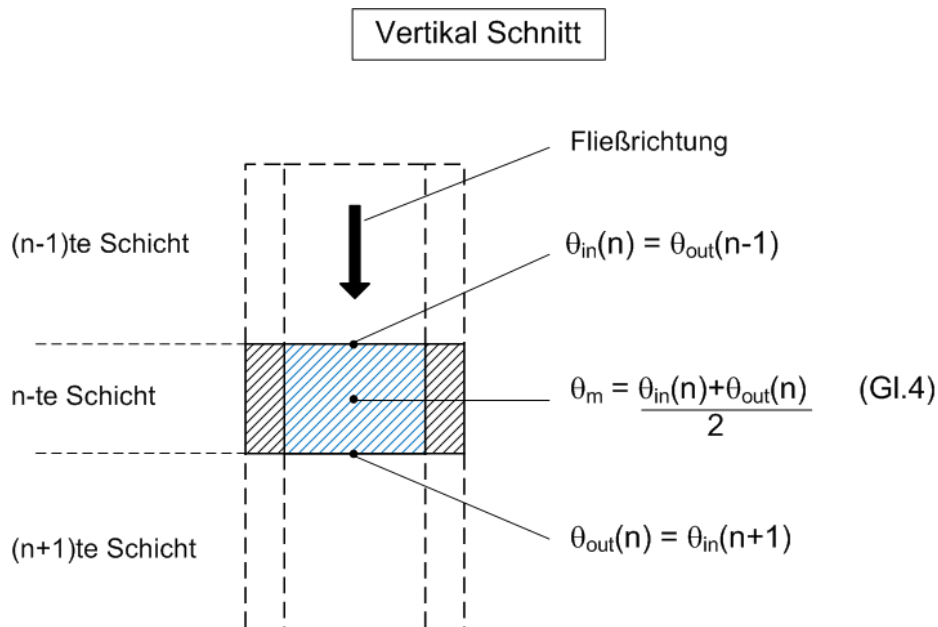 Vertikal Schnitt
Fließrichtung
(n-1)te Schicht
θin(n) = θout(n-1)
n-te Schicht
θm = θin(n)+θout(n) (Gl.4)
2
(n+1)te Schicht
θout(n) = θin(n+1)